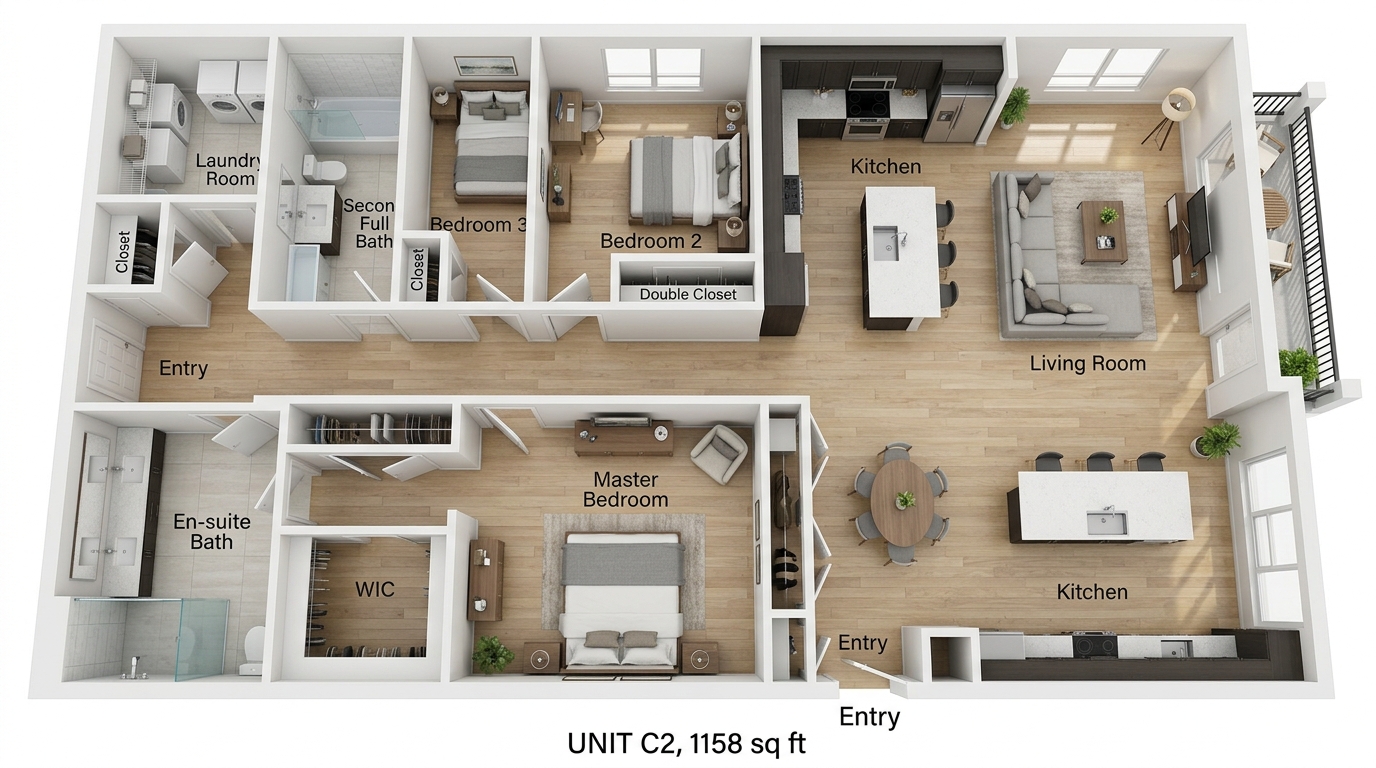 Laundry
Room
Closet
Secon
Full
Bath
Closet
Bedroom 3
Bedroom 2
Double Closet
Kitchen
Living Room
Entry
En-suite
Bath
WIC
Master
Bedroom
Kitchen
Entry
Entry
UNIT C2, 1158 sq ft